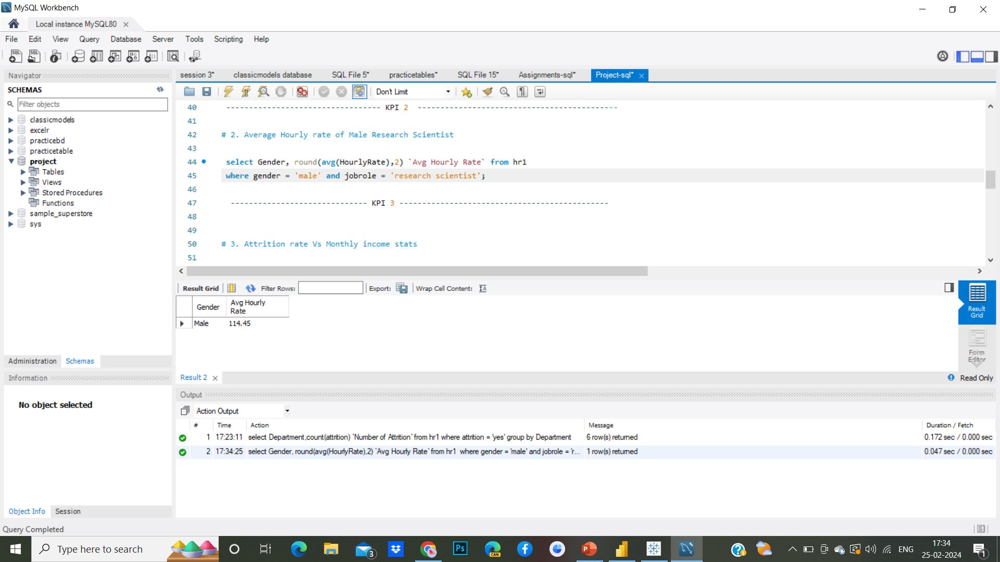 MySQL Workbench
Local instance MySQL80
File Edit View Query Database Server Tools Scripting Help
Navigator
SCHEMAS
Filter objects
classicmodels
excelr
practicebd
practicetable
project
Tables
Views
Stored Procedures
Functions
sample_superstore
sys
Administration Schemas
Information
No object selected
Object Info Session
session 3* classicmodels database SQL File 5* practicetables* SQL File 15* Assignments-sql* Project-sql*
Don't Limit
40 ---------------------------------- KPI 2 --------------------------------------------
41
42 # 2. Average Hourly rate of Male Research Scientist
43
44 select Gender, round(avg(HourlyRate),2) `Avg Hourly Rate` from hr1
45 where gender = 'male' and jobrole = 'research scientist';
46
47 ------------------------------ KPI 3 ----------------------------------------------
48
49
50 # 3. Attrition rate Vs Monthly income stats
51
Result Grid Filter Rows: Export: Wrap Cell Content:
Gender Avg Hourly Rate
Male 114.45
Result Grid
Form Editor
Result 2
Read Only
Output
Action Output
# Time Action Message Duration / Fetch
1 17:23:11 select Department,count(attrition) `Number of Attrition` from hr1 where attrition = 'yes' group by Department 6 row(s) returned 0.172 sec / 0.000 sec
2 17:34:25 select Gender, round(avg(HourlyRate),2) `Avg Hourly Rate` from hr1 where gender = 'male' and jobrole = 'r... 1 row(s) returned 0.047 sec / 0.000 sec
Query Completed
Type here to search
3
Ps
CAN
P
ENG
17:34
25-02-2024
1